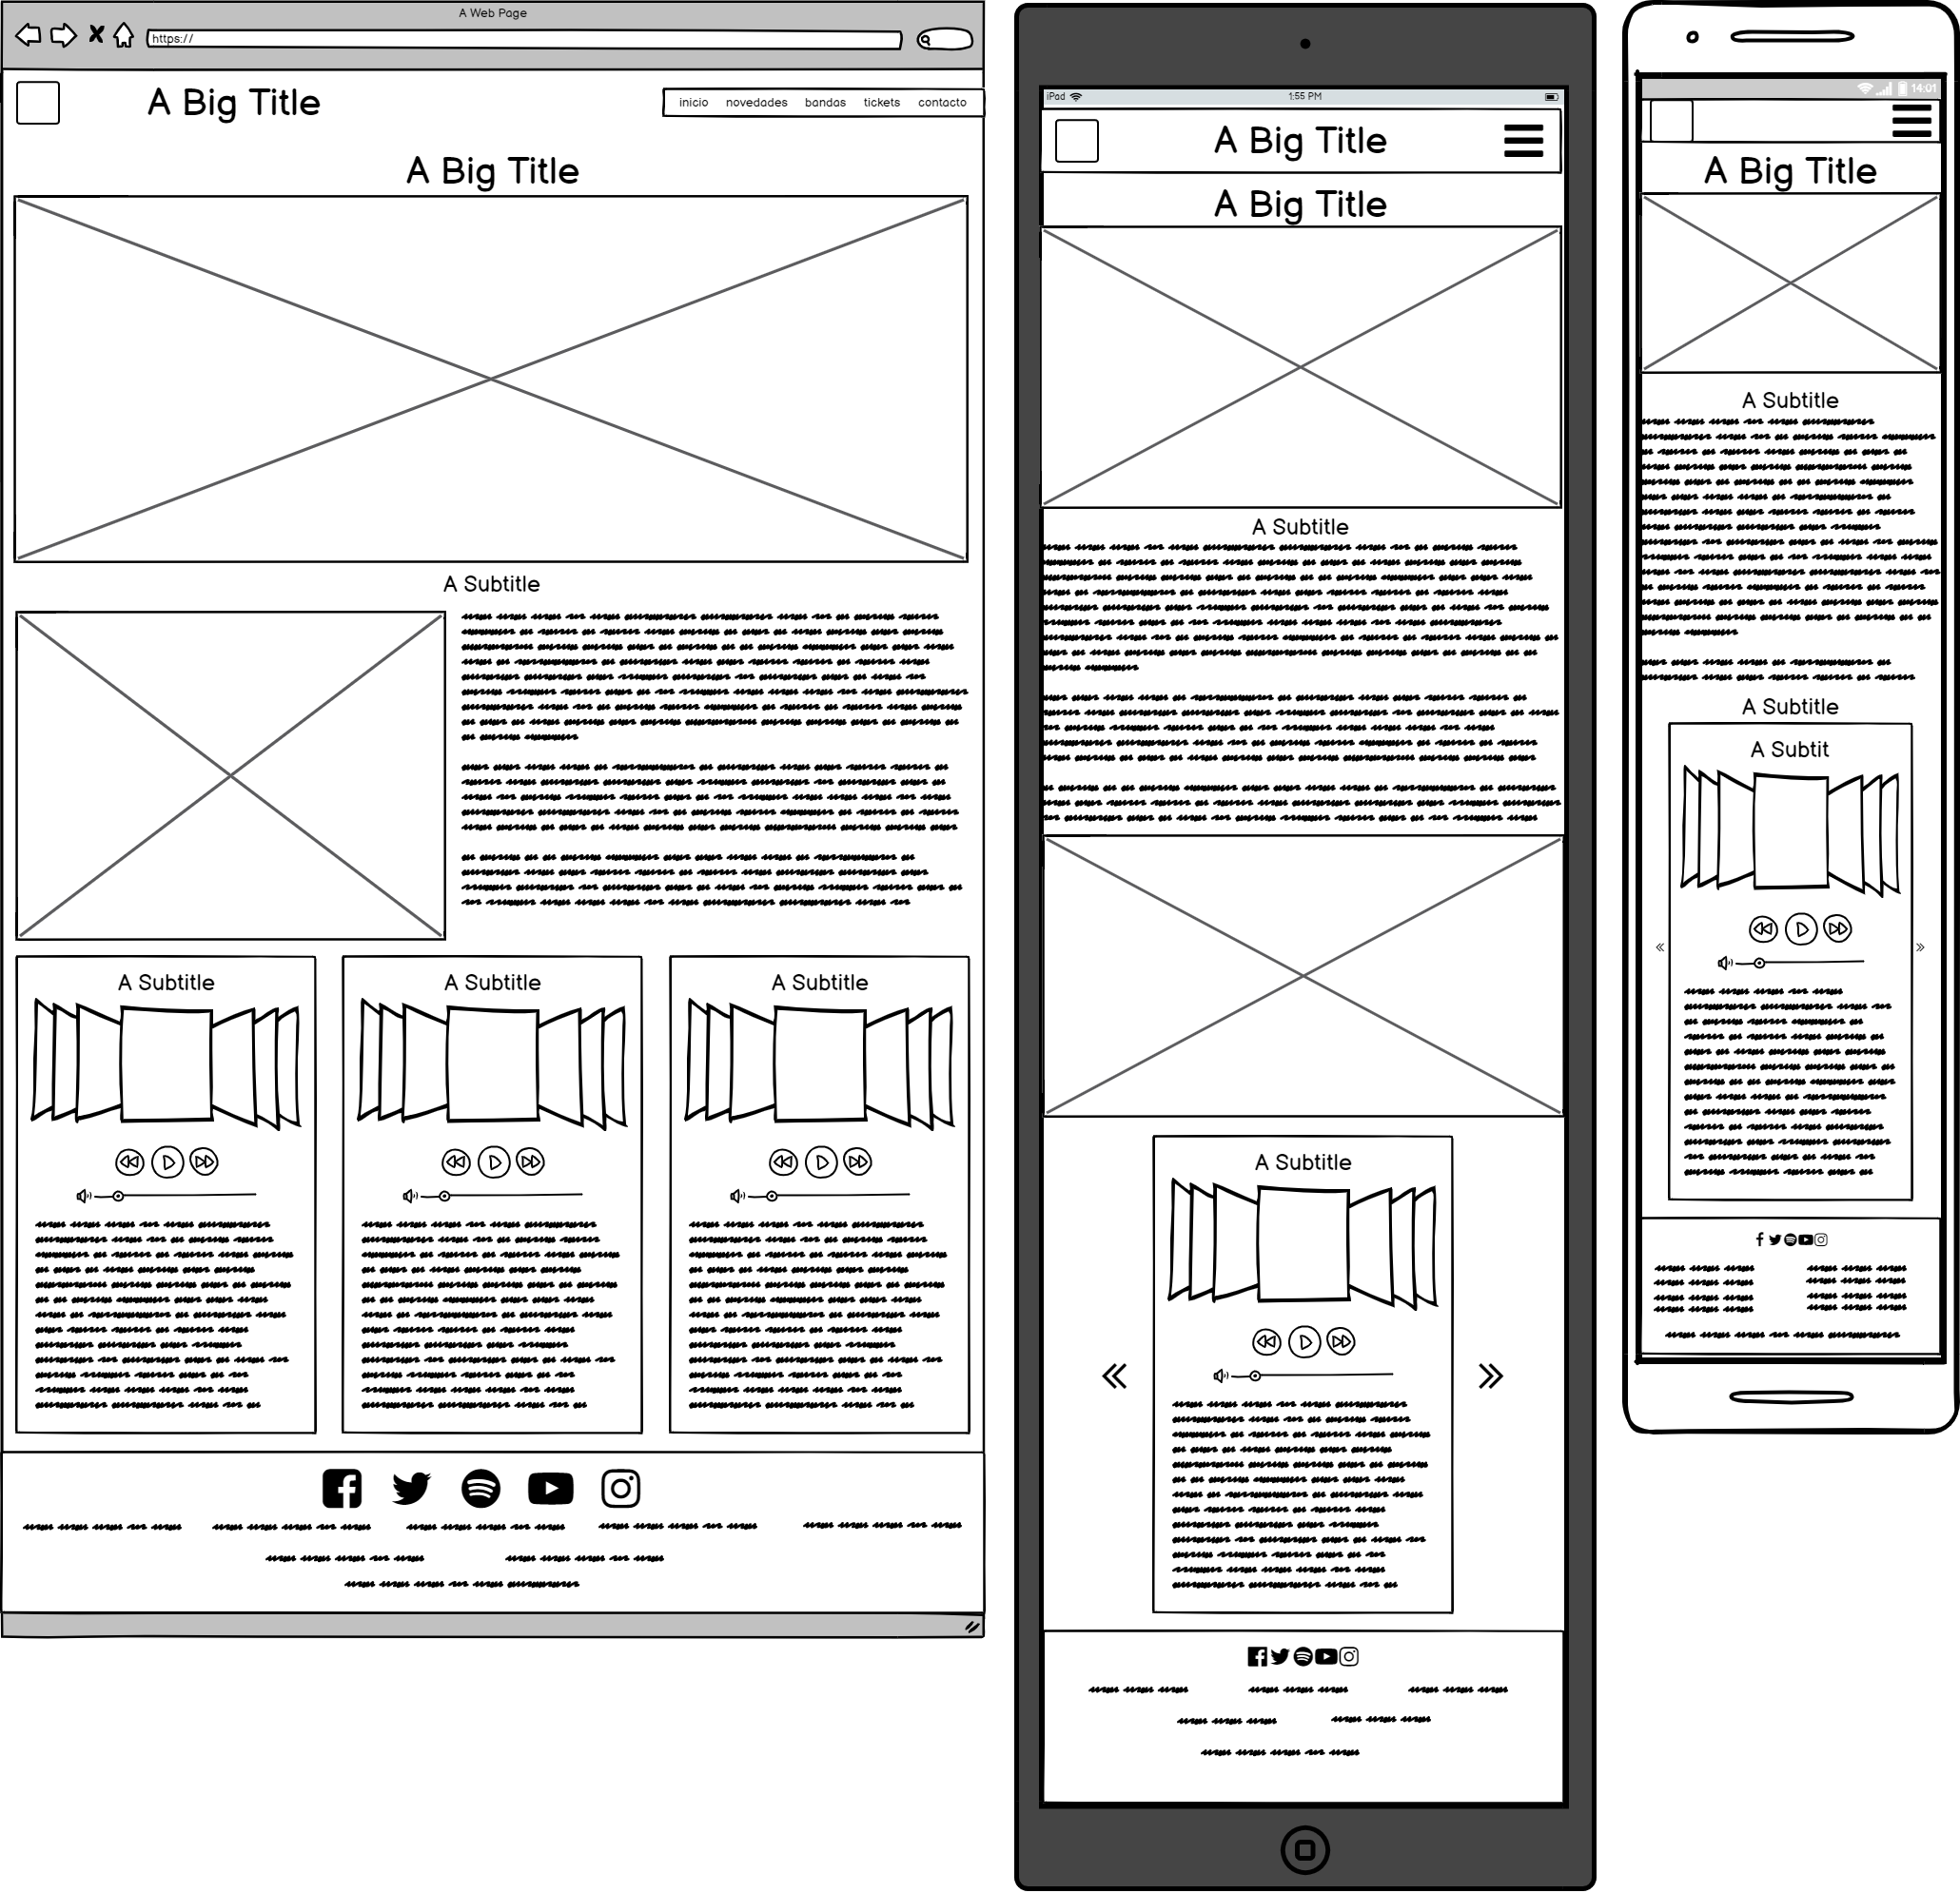 A Web Page
https://
A Big Title
inicio novedades bandas tickets contacto
A Big Title
A Subtitle
A Subtitle
A Subtitle
A Subtitle
iPad
1:55 PM
A Big Title
A Big Title
A Subtitle
A Subtitle
14:01
A Big Title
A Subtitle
A Subtitle
A Subtit